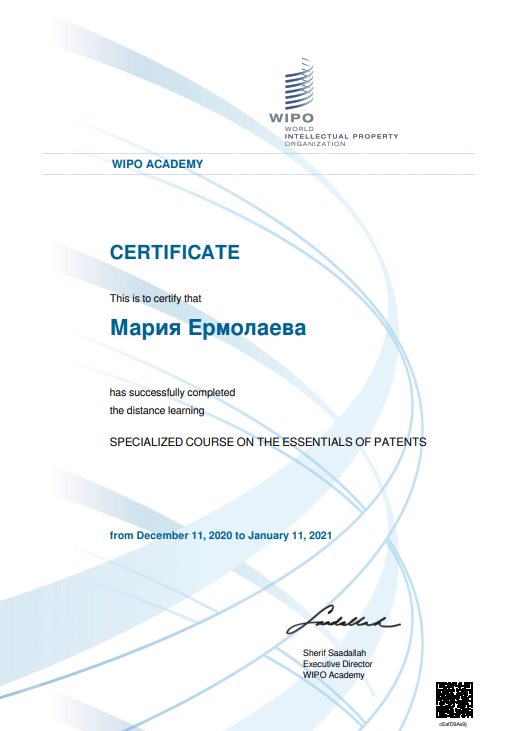 WIPO
WORLD
INTELLECTUAL PROPERTY
ORGANIZATION
WIPO ACADEMY
CERTIFICATE
This is to certify that
Мария Ермолаева
has successfully completed
the distance learning
SPECIALIZED COURSE ON THE ESSENTIALS OF PATENTS
from December 11, 2020 to January 11, 2021
Saadallah
Sherif Saadallah
Executive Director
WIPO Academy